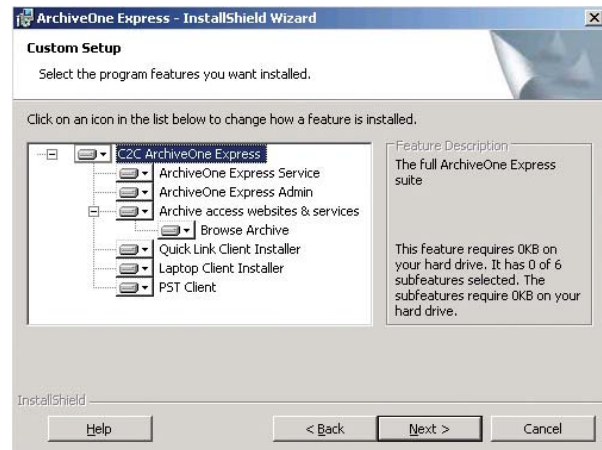 ArchiveOne Express - InstallShield Wizard
Custom Setup
Select the program features you want installed.
Click on an icon in the list below to change how a feature is installed.
C2C ArchiveOne Express
ArchiveOne Express Service
ArchiveOne Express Admin
Archive access websites & services
Browse Archive
Quick Link Client Installer
Laptop Client Installer
PST Client
Feature Description
The full ArchiveOne Express
suite
This feature requires 0KB on
your hard drive. It has 0 of 6
subfeatures selected. The
subfeatures require 0KB on your
hard drive.
InstallShield
Help
< Back
Next >
Cancel